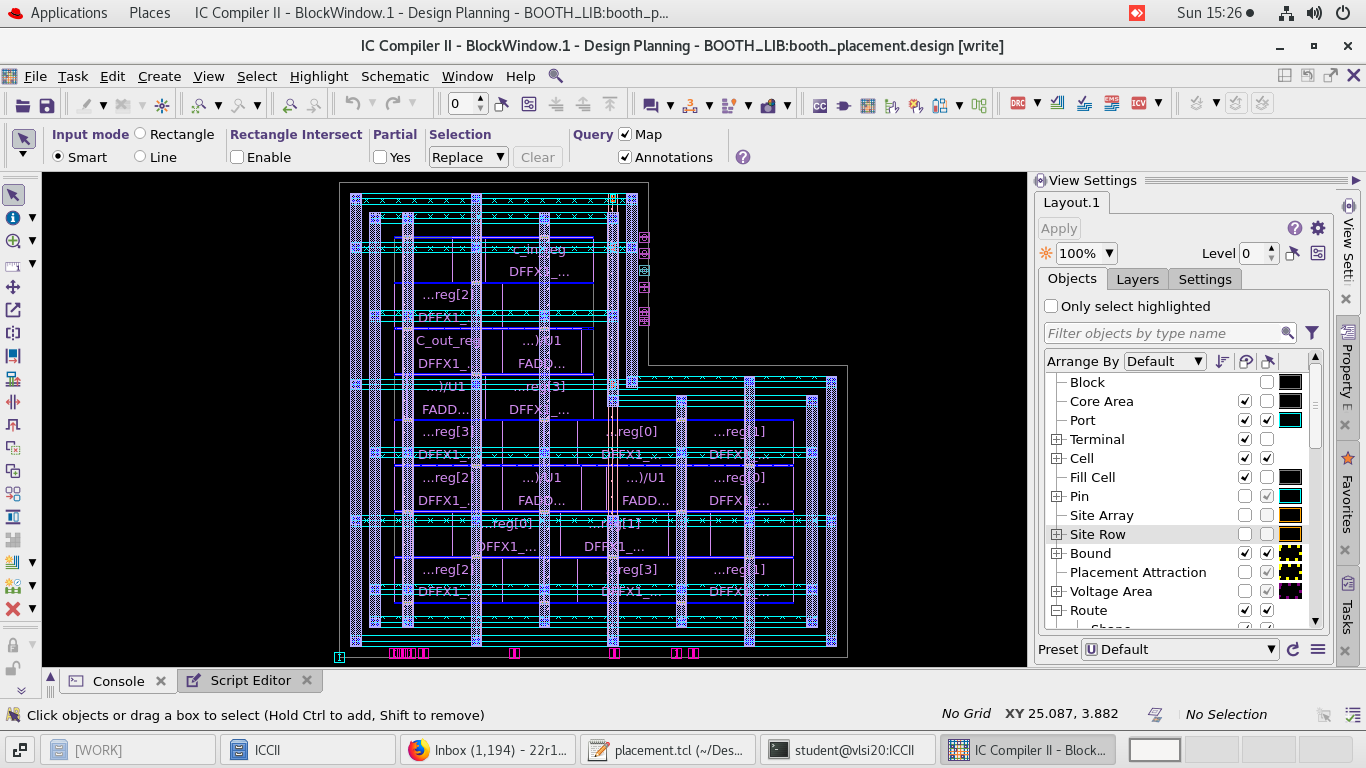 Applications Places IC Compiler II - BlockWindow.1 - Design Planning - BOOTH_LIB:booth_p... Sun 15:26
IC Compiler II - BlockWindow.1 - Design Planning - BOOTH_LIB:booth_placement.design [write]
File Task Edit Create View Select Highlight Schematic Window Help
0 CC DRC ICV
Input mode Rectangle Rectangle Intersect Partial Selection Query Map
Smart Line Enable Yes Replace Clear Annotations
View Settings
Layout.1
Apply
100% Level 0
Objects Layers Settings
Only select highlighted
Filter objects by type name
Arrange By Default
Block
Core Area
Port
Terminal
Cell
Fill Cell
Pin
Site Array
Site Row
Bound
Placement Attraction
Voltage Area
Route
Preset Default
View Setti
Property E
Favorites
Tasks
DFFX1_...
...reg[2
DFFX1_
C_out_reg ...)/U1
DFFX1_... FADD...
...)/U1 ...reg[3]
FADD... DFFX1_...
...reg[3] ...reg[0] ...reg[1]
DFFX1_... DFFX1_... DFFX1_...
...reg[2] ...)/U1 ...)/U1 ...reg[0]
DFFX1_... FADD... FADD... DFFX1_...
...reg[0] ...reg[1]
DFFX1_... DFFX1_...
...reg[2] ...reg[3] ...reg[1]
DFFX1_... DFFX1_... DFFX1_...
Console Script Editor
Click objects or drag a box to select (Hold Ctrl to add, Shift to remove) No Grid XY 25.087, 3.882 No Selection
[WORK] ICCII Inbox (1,194) - 22r1... placement.tcl (~/Des... student@vlsi20:ICCII IC Compiler II - Block...